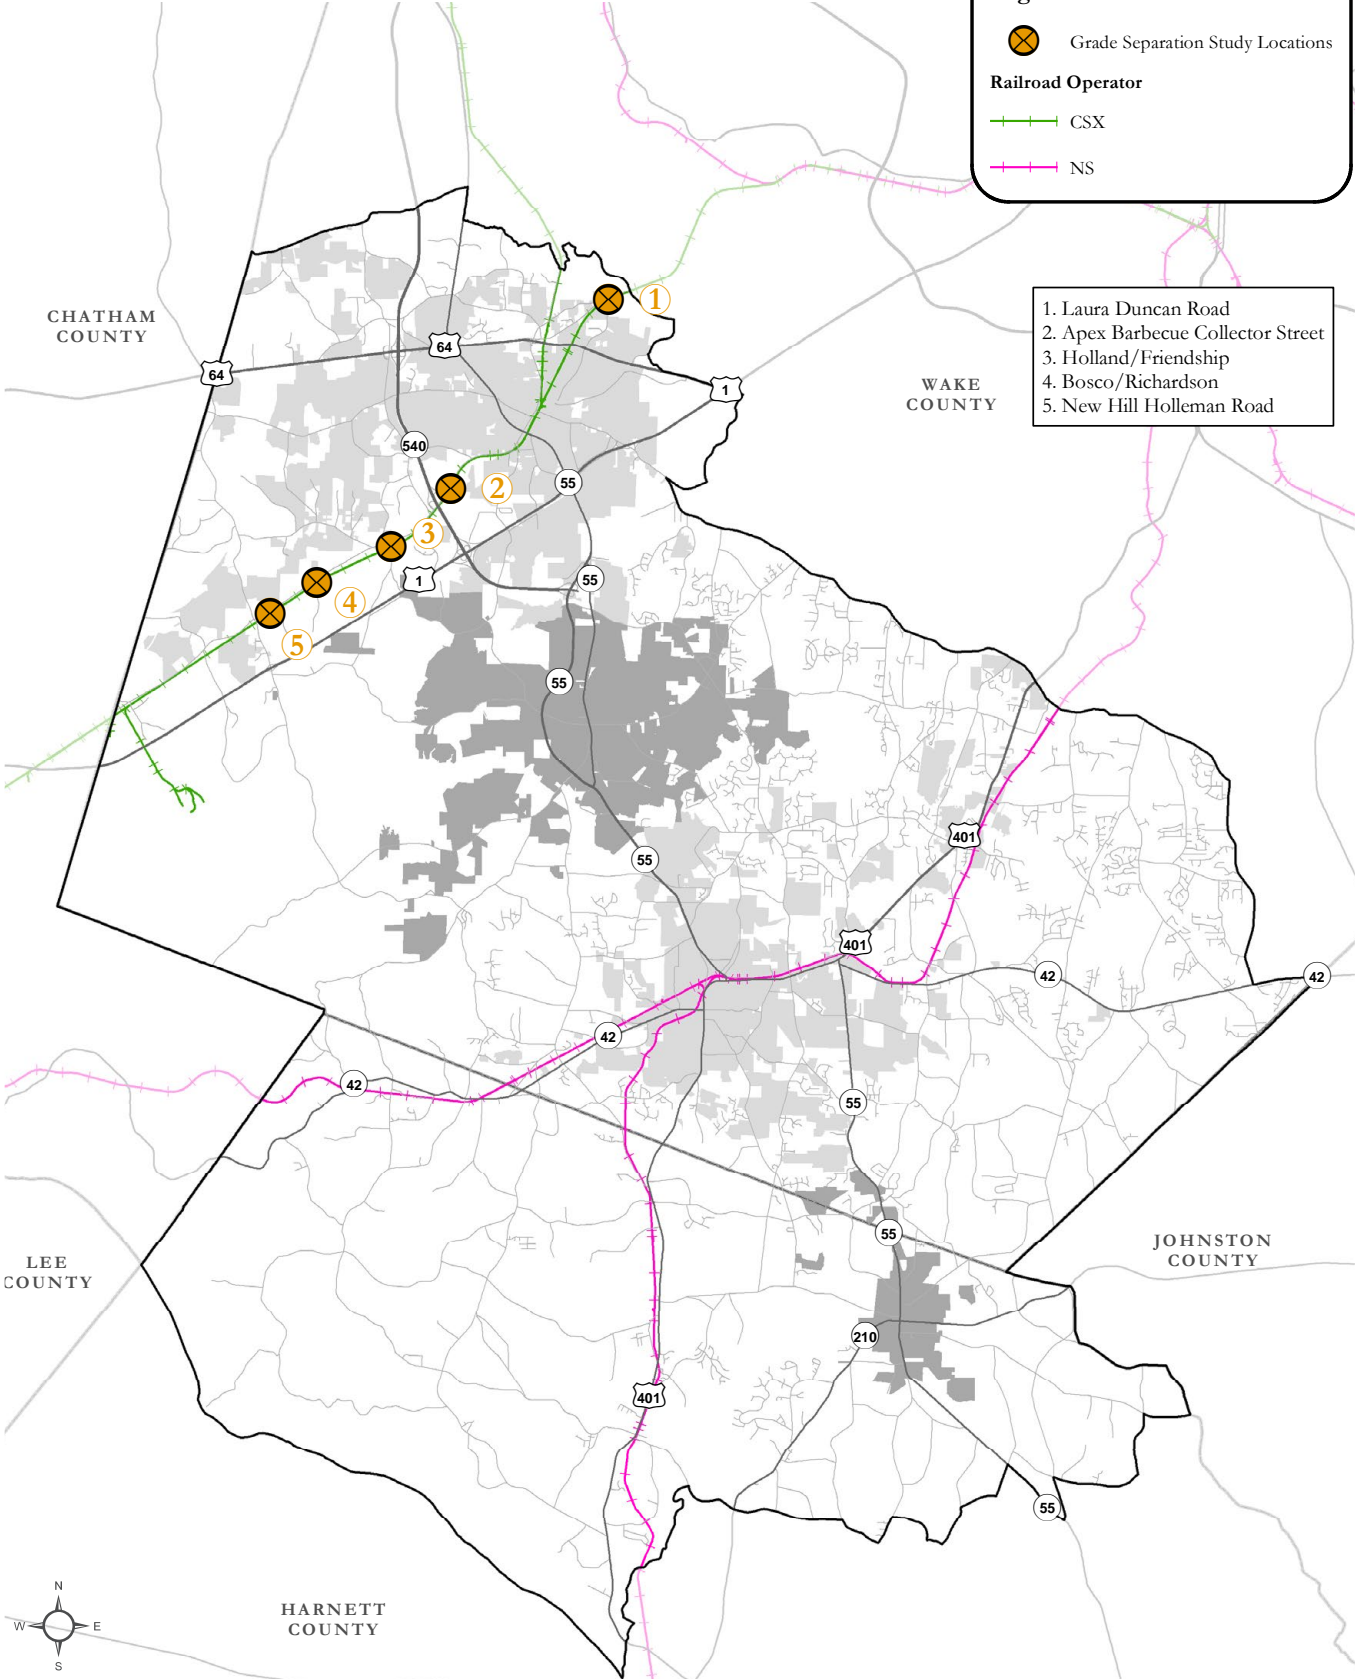 Grade Separation Study Locations
Railroad Operator
CSX
NS
1. Laura Duncan Road
2. Apex Barbecue Collector Street
3. Holland/Friendship
4. Bosco/Richardson
5. New Hill Holleman Road
CHATHAM
COUNTY
WAKE
COUNTY
1
64
64
1
540
55
2
3
1
55
4
5
55
55
401
401
42
42
42
42
55
55
LEE
COUNTY
JOHNSTON
COUNTY
210
401
55
HARNETT
COUNTY
N
W
E
S